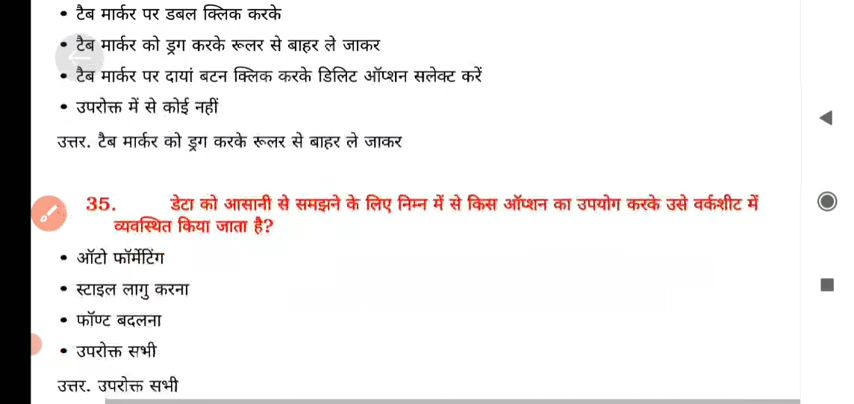 • टैब मार्कर पर डबल क्लिक करके
• टैब मार्कर को ड्रग करके रूलर से बाहर ले जाकर
• टैब मार्कर पर दायां बटन क्लिक करके डिलिट ऑप्शन सलेक्ट करें
• उपरोक्त में से कोई नहीं
उत्तर. टैब मार्कर को ड्रग करके रूलर से बाहर ले जाकर
35. डेटा को आसानी से समझने के लिए निम्न में से किस ऑप्शन का उपयोग करके उसे वर्कशीट में
व्यवस्थित किया जाता है?
• ऑटो फॉर्मेटिंग
• स्टाइल लागु करना
• फॉण्ट बदलना
• उपरोक्त सभी
उत्तर. उपरोक्त सभी